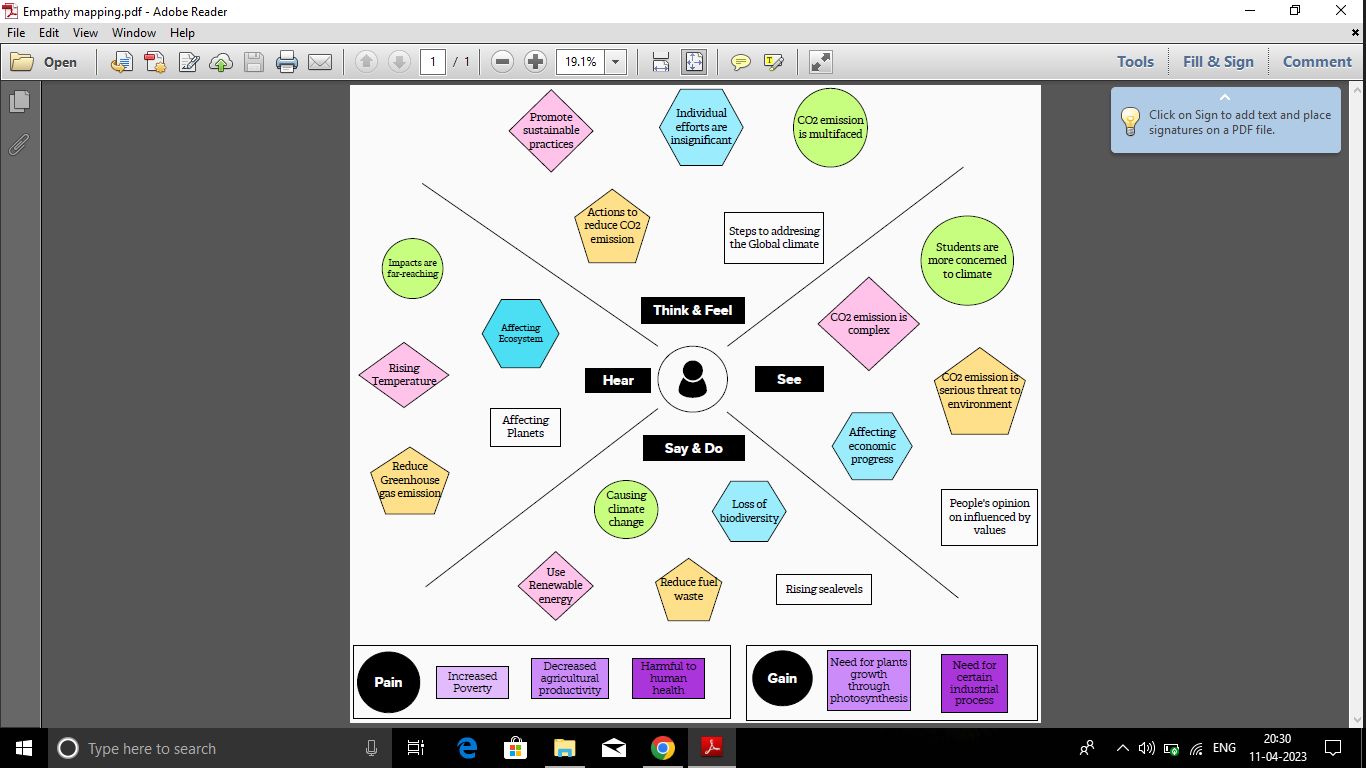 Empathy mapping.pdf - Adobe Reader
File Edit View Window Help
Open
1 / 1
19.1%
Tools
Fill & Sign
Comment
Click on Sign to add text and place
signatures on a PDF file.
Promote
sustainable
practices
Individual
efforts are
insignificant
CO2 emission
is multifaced
Actions to
reduce CO2
emission
Steps to addresing
the Global climate
Think & Feel
Impacts are
far-reaching
Affecting
Ecosystem
Rising
Temperature
Hear
Affecting
Planets
Reduce
Greenhouse
gas emission
Students are
more concerned
to climate
CO2 emission is
complex
See
CO2 emission is
serious threat to
environment
Affecting
economic
progress
People's opinion
on influenced by
values
Say & Do
Causing
climate
change
Loss of
biodiversity
Use
Renewable
energy
Reduce fuel
waste
Rising sealevels
Pain
Increased
Poverty
Decreased
agricultural
productivity
Harmful to
human
health
Gain
Need for plants
growth
through
photosynthesis
Need for
certain
industrial
process
Type here to search
ENG
20:30
11-04-2023